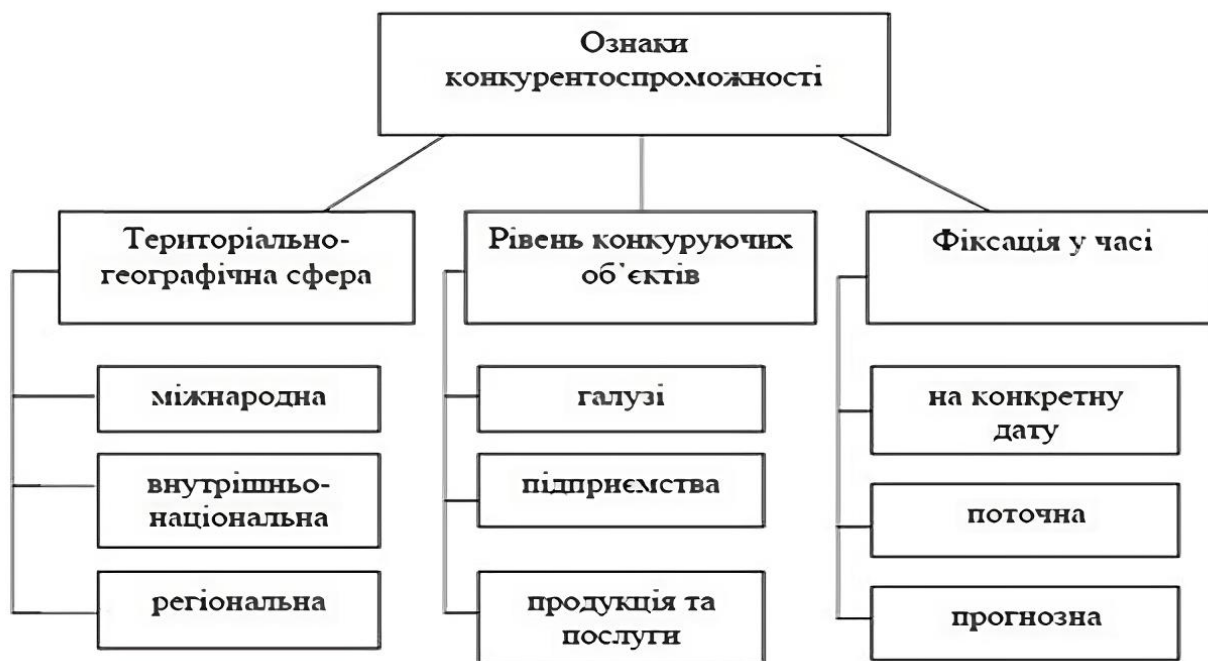 Ознаки
конкурентоспроможності
Територіально-
географічна сфера
міжнародна
внутрішньо-
національна
регіональна
Рівень конкуруючих
об`єктів
галузі
підприємства
продукція та
послуги
Фіксація у часі
на конкретну
дату
поточна
прогнозна